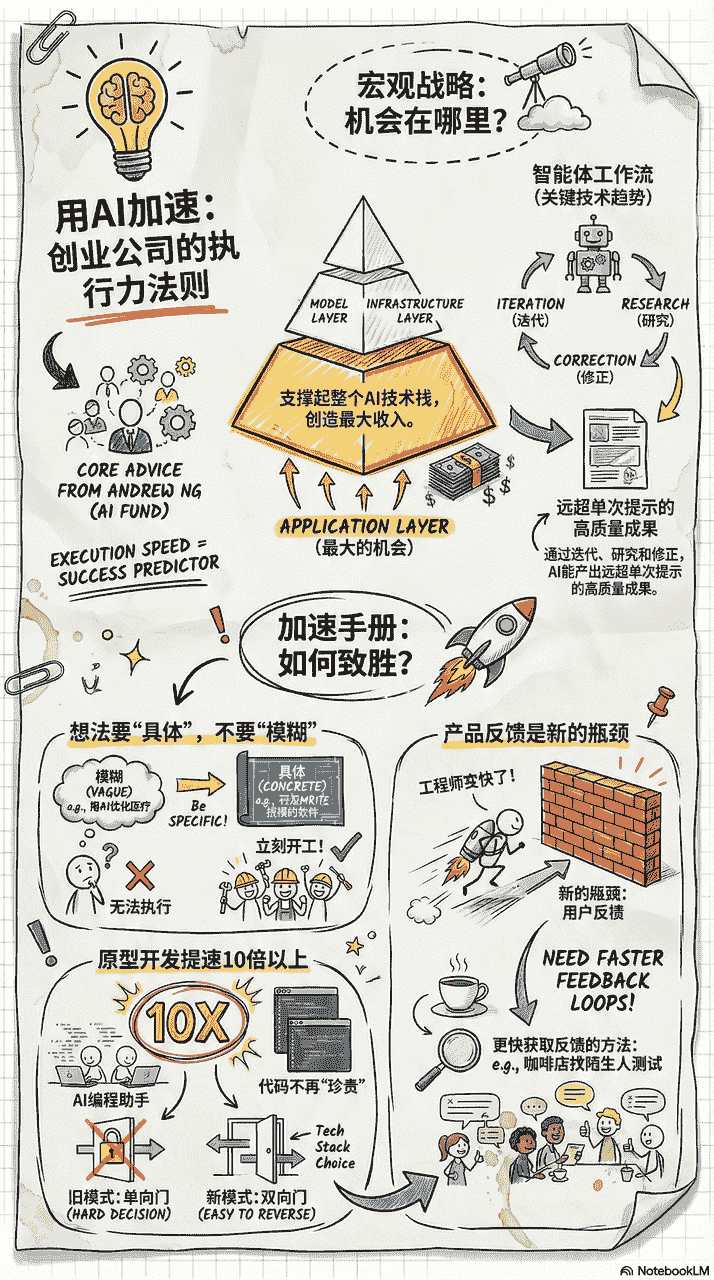 用AI加速：
创业公司的执
行力法则
CORE ADVICE
FROM ANDREW NG
(AI FUND)
EXECUTION SPEED =
SUCCESS PREDICTOR
宏观战略：
机会在哪里？
MODEL
LAYER
INFRASTRUCTURE
LAYER
支撑起整个AI技术栈，
创造最大收入。
APPLICATION LAYER
(最大的机会)
智能体工作流
(关键技术趋势)
ITERATION
(迭代)
RESEARCH
(研究)
CORRECTION
(修正)
远超单次提示的
高质量成果
通过迭代、研究和修正，
AI能产出远超单次提示
的高质量成果。
加速手册：
如何致胜？
想法要“具体”，不要“模糊”
模糊
(VAGUE)
e.g., 用AI优化医疗
Be
SPECIFIC!
具体
(CONCRETE)
e.g.,
的软件
无法执行
立刻开工！
原型开发提速10倍以上
10X
AI编程助手
代码不再“珍贵”
旧模式：单向门
(HARD DECISION)
新模式：双向门
(EASY TO REVERSE)
Tech
Stack
Choice
产品反馈是新的瓶颈
工程师变快了！
新的瓶颈：
用户反馈
NEED FASTER
FEEDBACK
LOOPS!
更快获取反馈的方法：
e.g., 咖啡店找陌生人测试
NotebookLM